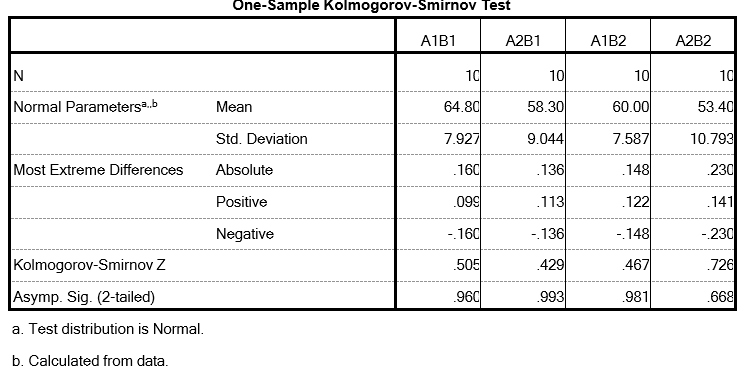 One-Sample Kolmogorov-Smirnov Test
A1B1 A2B1 A1B2 A2B2
N 10 10 10 10
Normal Parametersa,,b Mean 64.80 58.30 60.00 53.40
Std. Deviation 7.927 9.044 7.587 10.793
Most Extreme Differences Absolute .160 .136 .148 .230
Positive .099 .113 .122 .141
Negative -.160 -.136 -.148 -.230
Kolmogorov-Smirnov Z .505 .429 .467 .726
Asymp. Sig. (2-tailed) .960 .993 .981 .668
a. Test distribution is Normal.
b. Calculated from data.